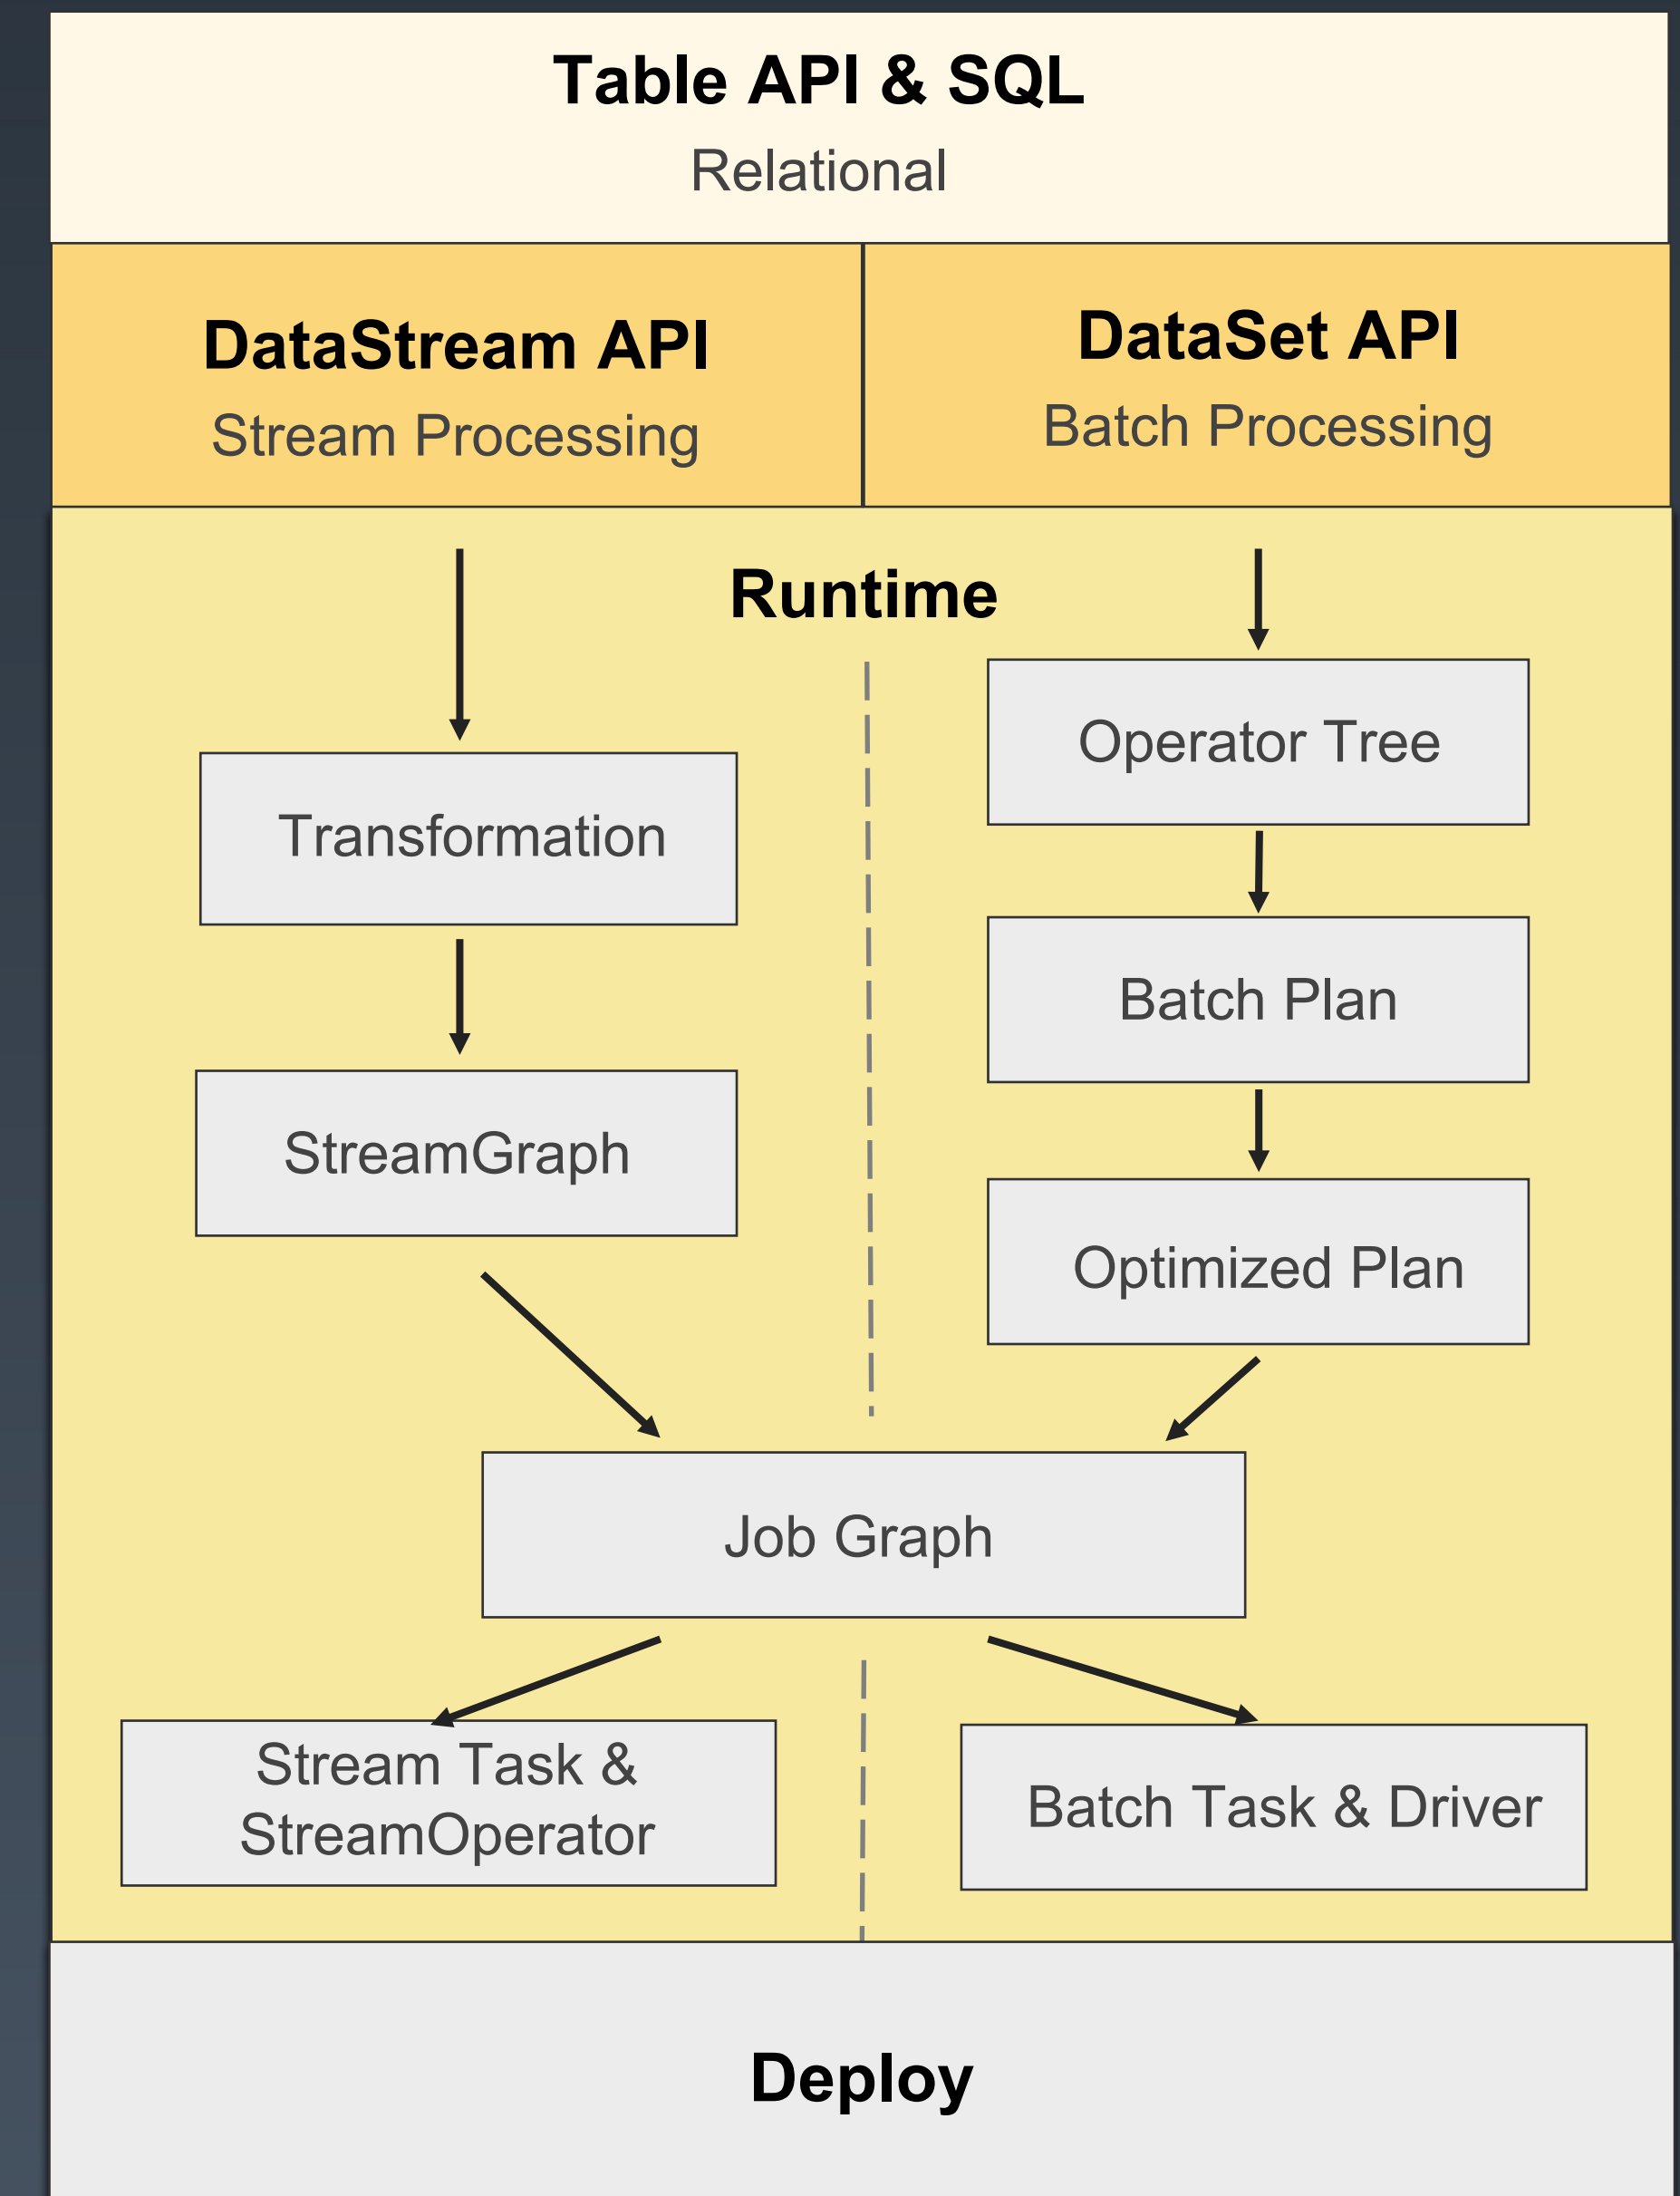 Table API & SQL
Relational
DataStream API
Stream Processing
DataSet API
Batch Processing
Runtime
Transformation
StreamGraph
Operator Tree
Batch Plan
Optimized Plan
Job Graph
Stream Task &
StreamOperator
Batch Task & Driver
Deploy